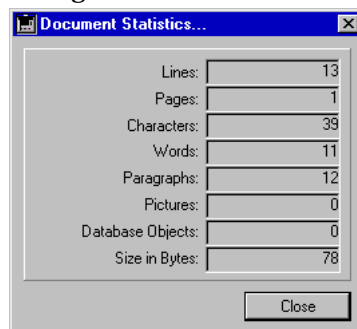 Document Statistics...
Lines: 13
Pages: 1
Characters: 39
Words: 11
Paragraphs: 12
Pictures: 0
Database Objects: 0
Size in Bytes: 78
Close